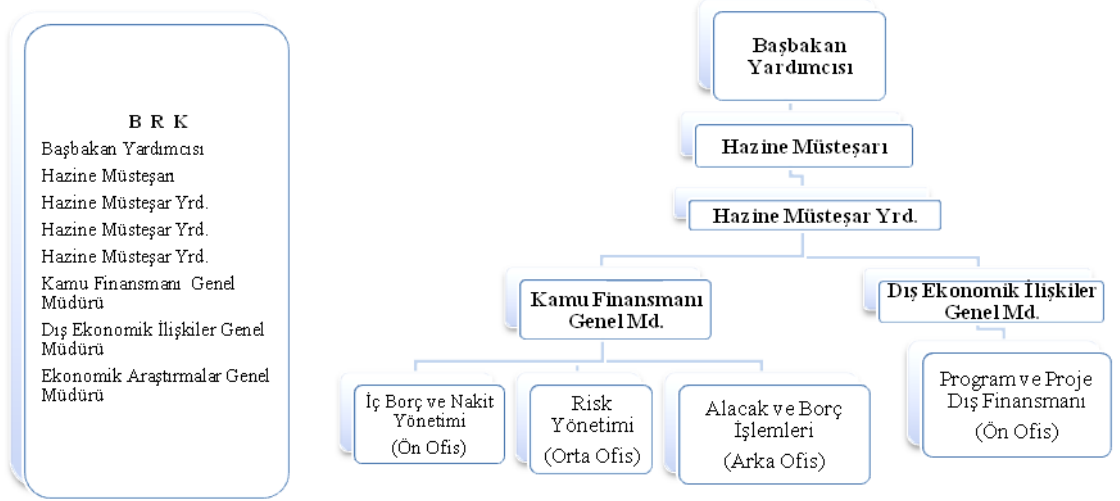 B R K
Başbakan Yardımcısı
Hazine Müsteşarı
Hazine Müsteşar Yrd.
Hazine Müsteşar Yrd.
Hazine Müsteşar Yrd.
Kamu Finansmanı Genel
Müdürü
Dış Ekonomik İlişkiler Genel
Müdürü
Ekonomik Araştırmalar Genel
Müdürü
Başbakan
Yardımcısı
Hazine Müsteşarı
Hazine Müsteşar Yrd.
Kamu Finansmanı
Genel Md.
Dış Ekonomik İlişkiler
Genel Md.
İç Borç ve Nakit
Yönetimi
(Ön Ofis)
Risk
Yönetimi
(Orta Ofis)
Alacak ve Borç
İşlemleri
(Arka Ofis)
Program ve Proje
Dış Finansmanı
(Ön Ofis)